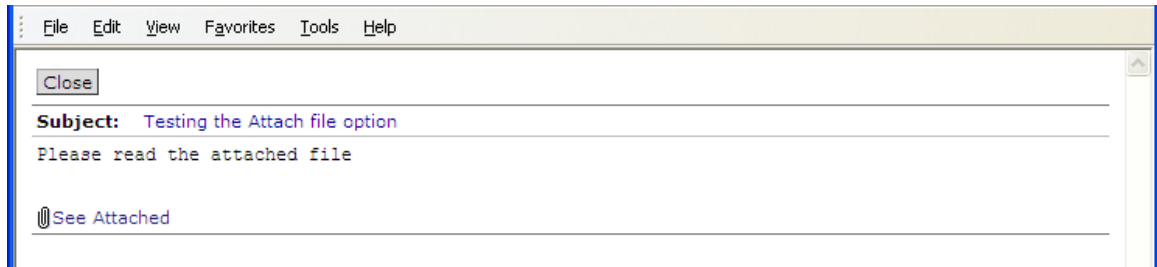 File Edit View Favorites Tools Help
Close
Subject: Testing the Attach file option
Please read the attached file
See Attached